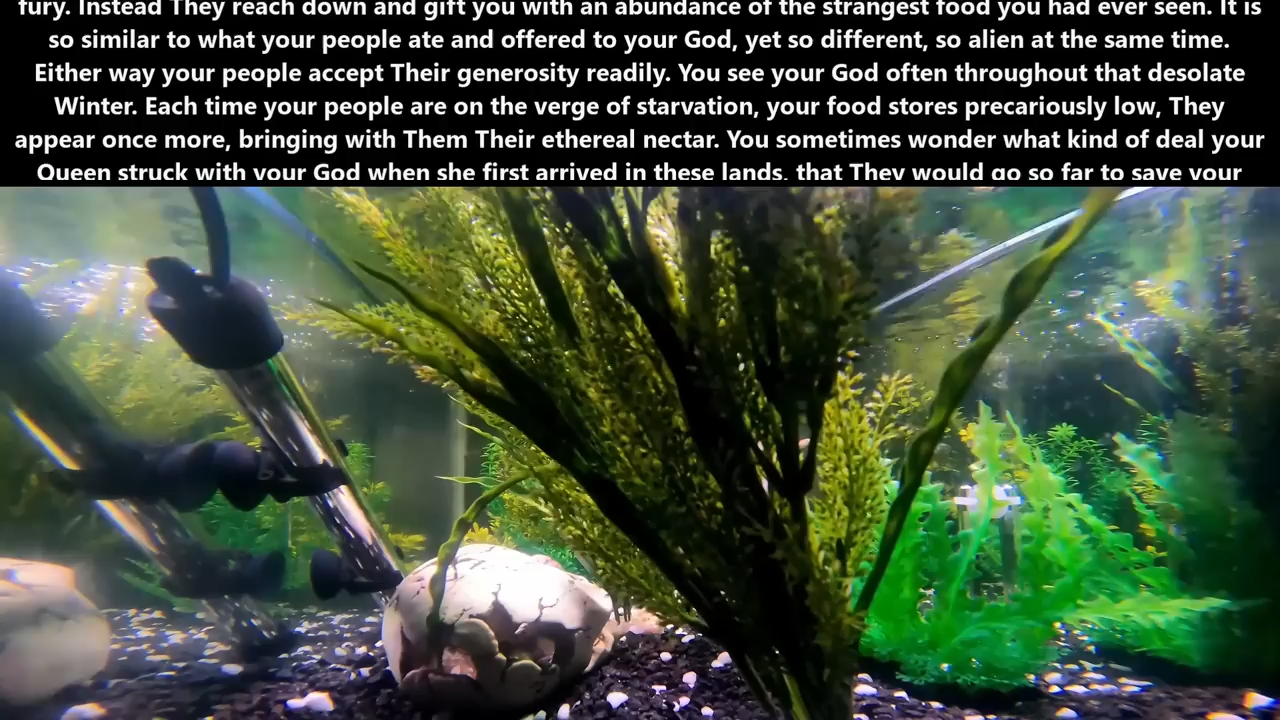 fury. Instead They reach down and gift you with an abundance of the strangest food you had ever seen. It is
so similar to what your people ate and offered to your God, yet so different, so alien at the same time.
Either way your people accept Their generosity readily. You see your God often throughout that desolate
Winter. Each time your people are on the verge of starvation, your food stores precariously low, They
appear once more, bringing with Them Their ethereal nectar. You sometimes wonder what kind of deal your
Queen struck with your God when she first arrived in these lands, that They would go so far to save your